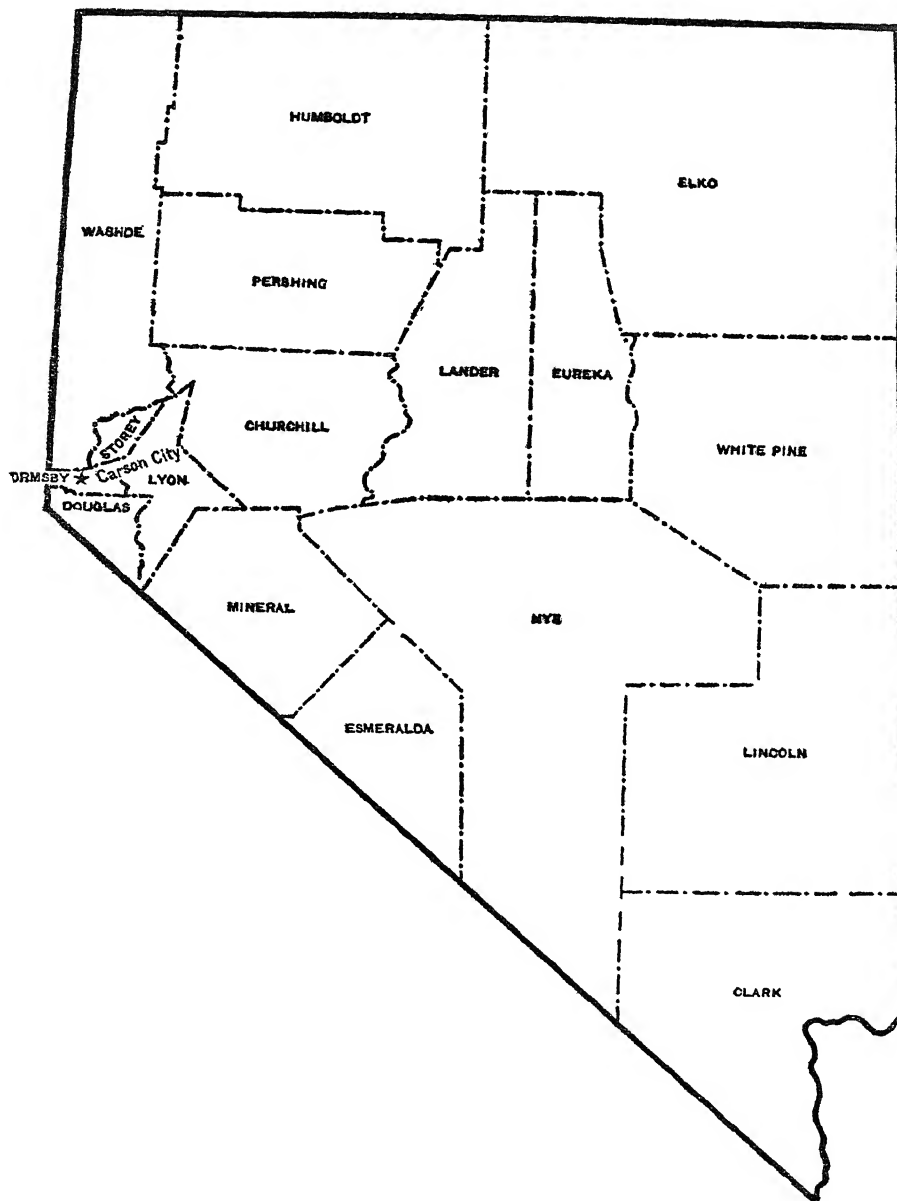 HUMBOLDT
ELKO
WASHOE
PERSHING
LANDER
EUREKA
CHURCHILL
STOREY
WHITE PINE
ORMSBY
Carson City
LYON
DOUGLAS
MINERAL
NYE
ESMERALDA
LINCOLN
CLARK